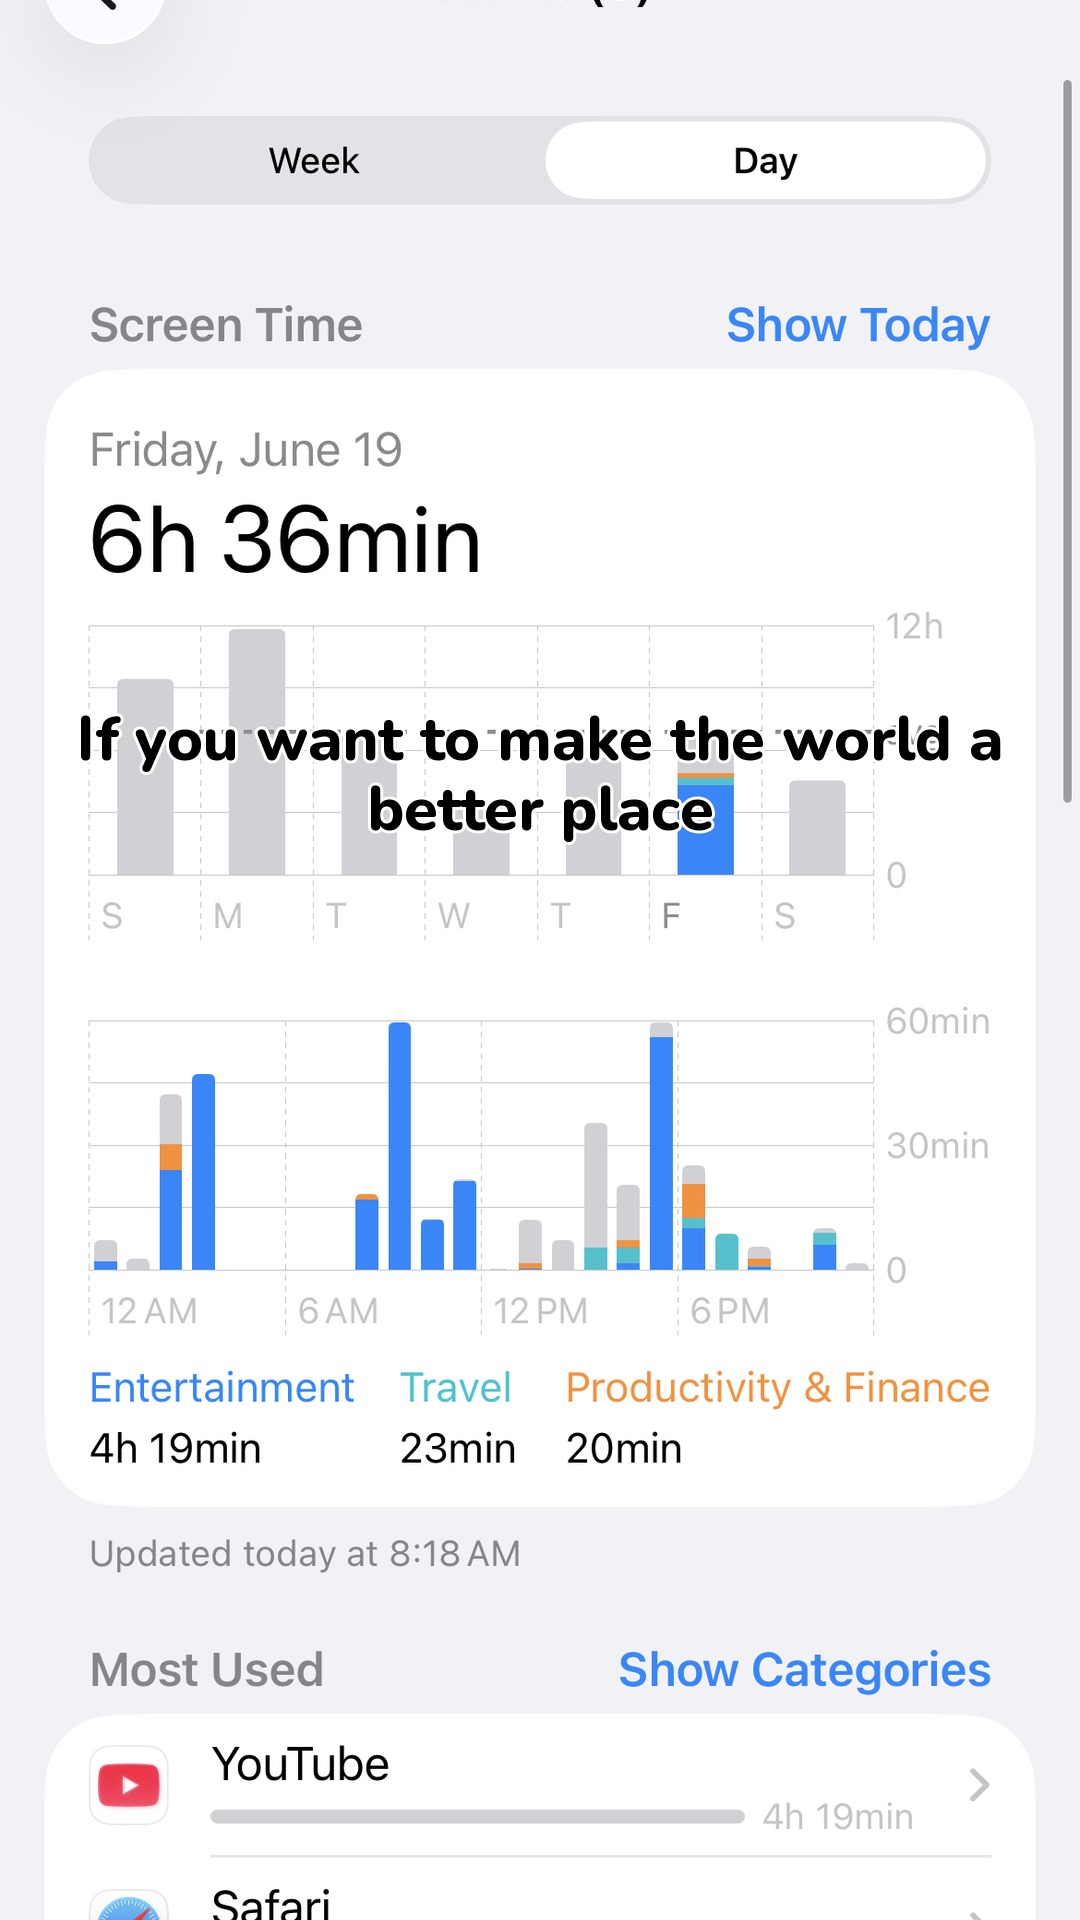 Week
Day
Screen Time
Show Today
Friday, June 19
6h 36min
12h
If you want to make the world a
better place
0
S
M
T
W
T
F
S
60min
30min
0
12 AM
6 AM
12 PM
6 PM
Entertainment
Travel
Productivity & Finance
4h 19min
23min
20min
Updated today at 8:18 AM
Most Used
Show Categories
YouTube
4h 19min
Safari